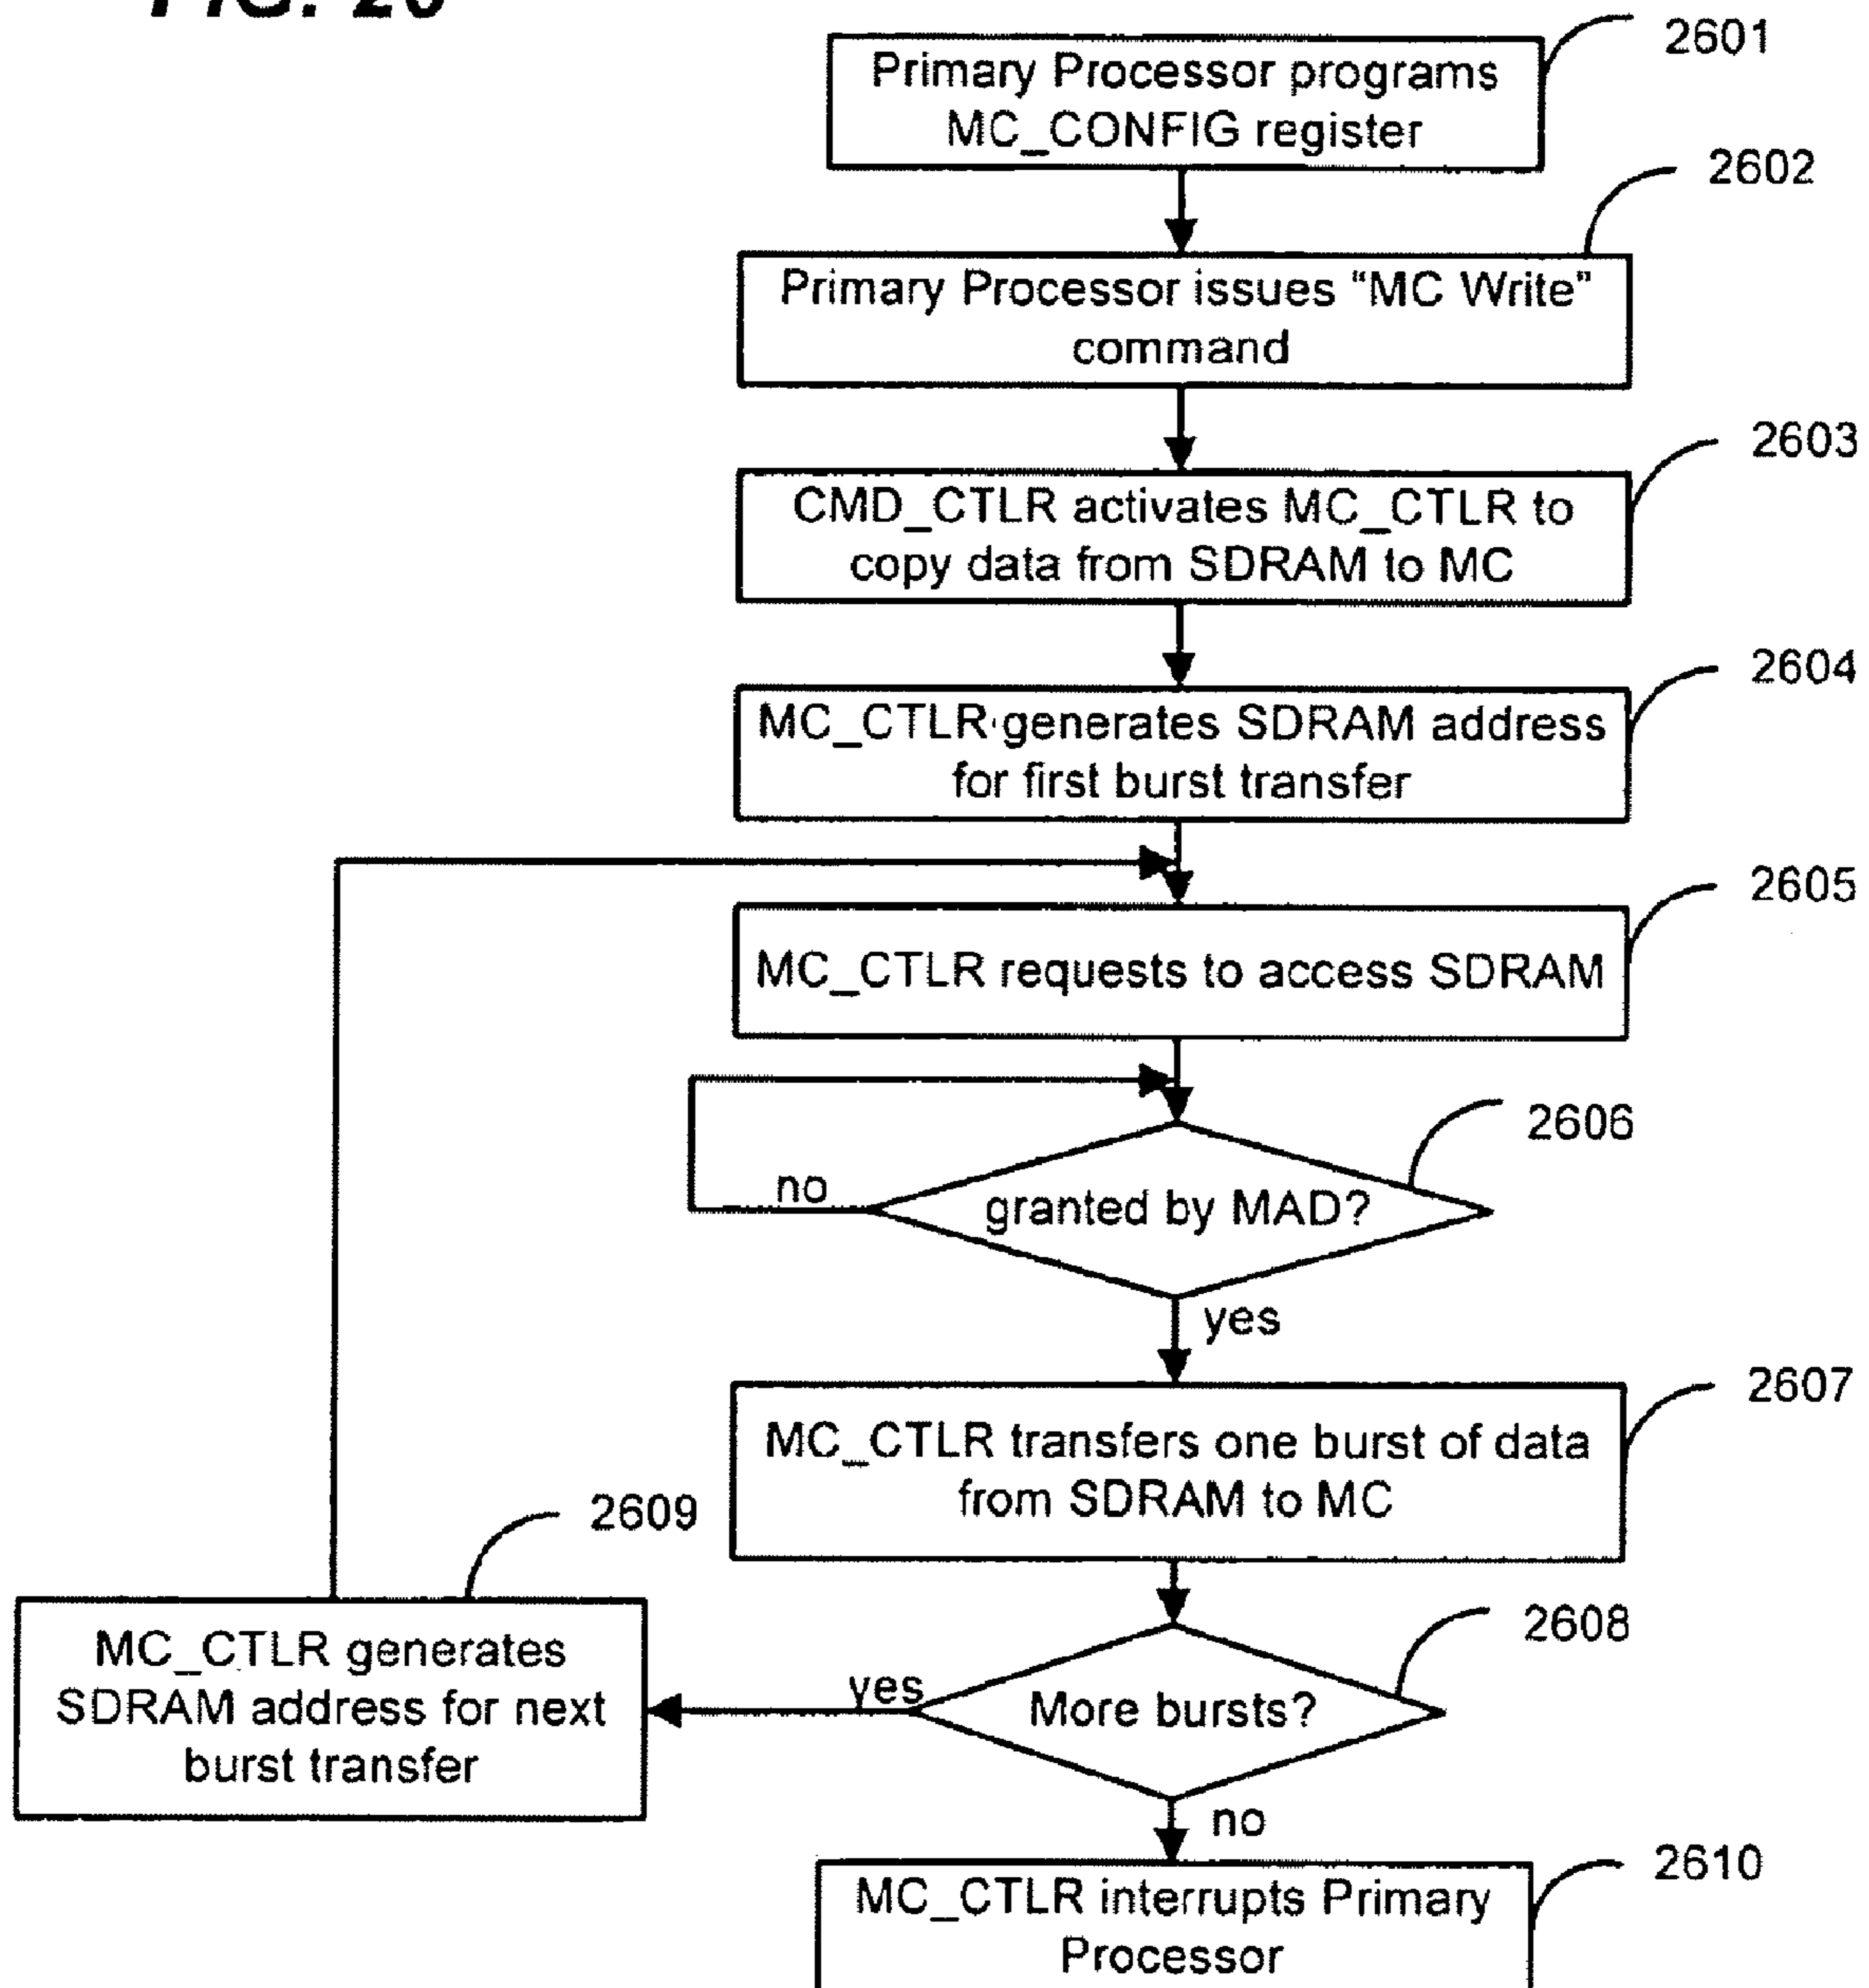 FIG. 26
2601
Primary Processor programs
MC_CONFIG register
2602
Primary Processor issues “MC Write”
command
2603
CMD_CTLR activates MC_CTLR to
copy data from SDRAM to MC
2604
MC_CTLR generates SDRAM address
for first burst transfer
2605
MC_CTLR requests to access SDRAM
2606
no
granted by MAD?
yes
2607
MC_CTLR transfers one burst of data
from SDRAM to MC
2609
MC_CTLR generates
SDRAM address for next
burst transfer
2608
yes
More bursts?
no
2610
MC_CTLR interrupts Primary
Processor